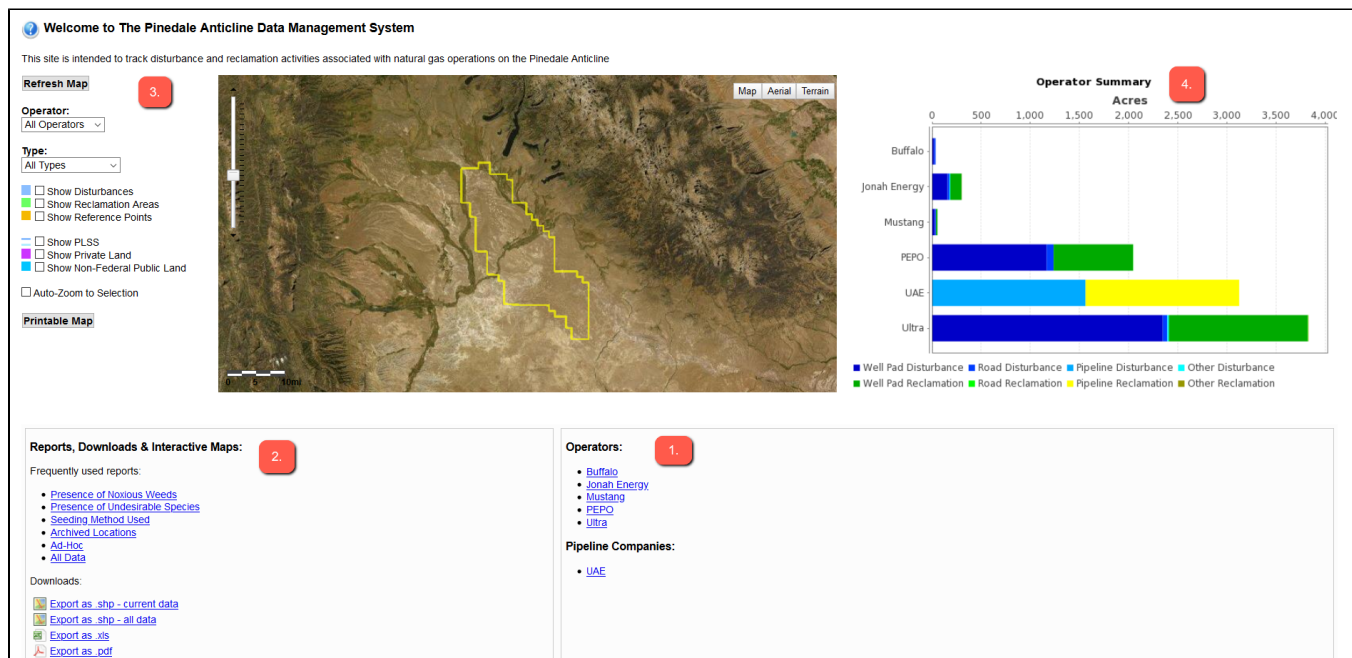 Welcome to The Pinedale Anticline Data Management System
This site is intended to track disturbance and reclamation activities associated with natural gas operations on the Pinedale Anticline
Refresh Map
3.
Operator:
All Operators
Type:
All Types
Show Disturbances
Show Reclamation Areas
Show Reference Points
Show PLSS
Show Private Land
Show Non-Federal Public Land
Auto-Zoom to Selection
Printable Map
Map Aerial Terrain
0 5 10mi
Operator Summary
4.
Acres
0 500 1,000 1,500 2,000 2,500 3,000 3,500 4,000
Buffalo
Jonah Energy
Mustang
PEPO
UAE
Ultra
Well Pad Disturbance Road Disturbance Pipeline Disturbance Other Disturbance
Well Pad Reclamation Road Reclamation Pipeline Reclamation Other Reclamation
Reports, Downloads & Interactive Maps:
2.
Frequently used reports:
Presence of Noxious Weeds
Presence of Undesirable Species
Seeding Method Used
Archived Locations
Ad-Hoc
All Data
Downloads:
Export as .shp - current data
Export as .shp - all data
Export as .xls
Export as .pdf
Operators:
1.
Buffalo
Jonah Energy
Mustang
PEPO
Ultra
Pipeline Companies:
UAE